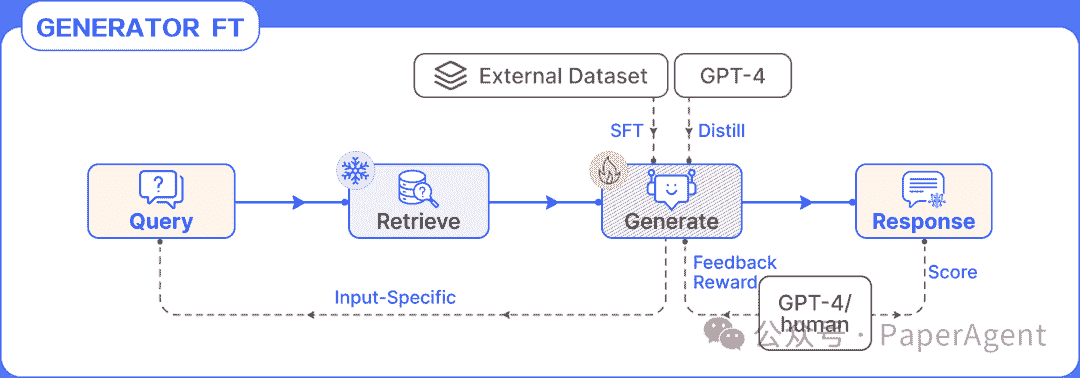 GENERATOR FT
External Dataset
GPT-4
SFT
Distill
Query
Retrieve
Generate
Response
Input-Specific
Feedback
Reward
GPT-4/
human
Score
公众号 · PaperAgent